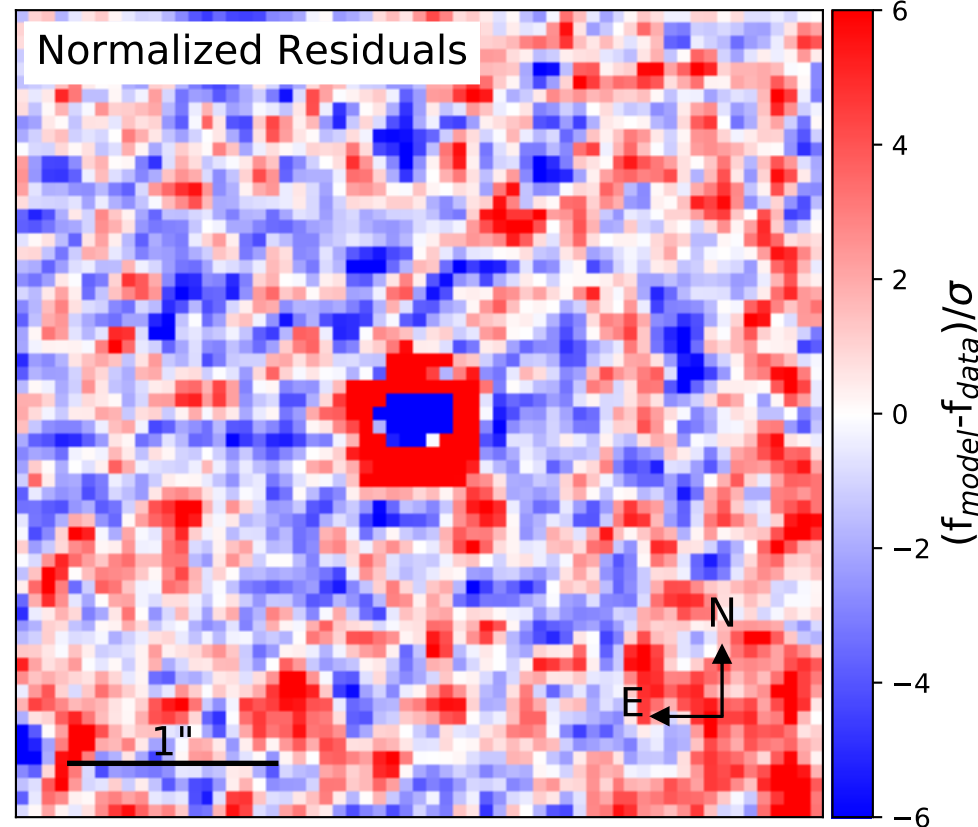 Normalized Residuals
6
4
2
0
−2
−4
−6
(f_model-f_data)/σ
N
E
1"